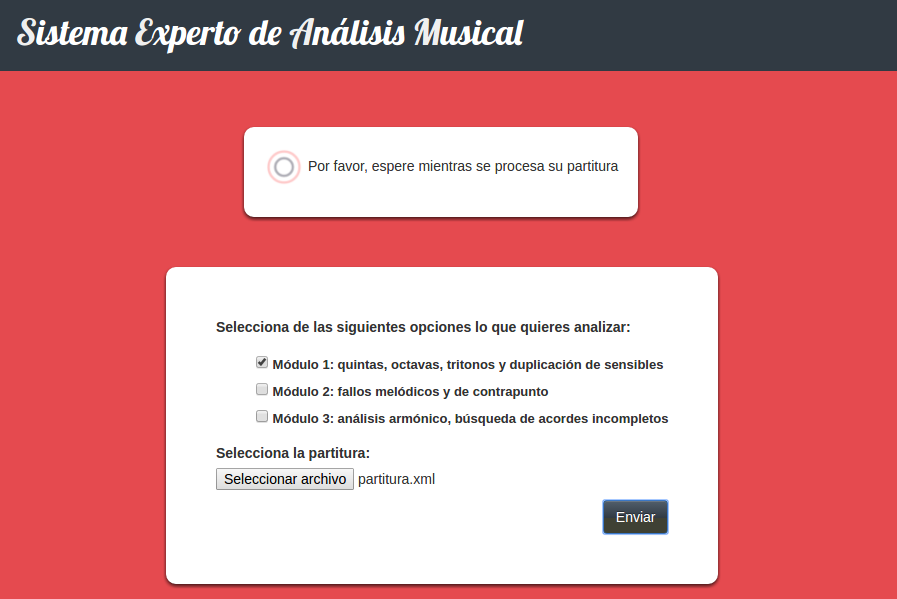 Sistema Experto de Análisis Musical
Por favor, espere mientras se procesa su partitura
Selecciona de las siguientes opciones lo que quieres analizar:
Módulo 1: quintas, octavas, tritonos y duplicación de sensibles
Módulo 2: fallos melódicos y de contrapunto
Módulo 3: análisis armónico, búsqueda de acordes incompletos
Selecciona la partitura:
Seleccionar archivo partitura.xml
Enviar